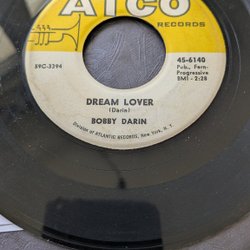 ATCO
RECORDS
59C-3394
45-6140
Pub., Fern-
Progressive
BMI - 2:28
DREAM LOVER
(Darin)
BOBBY DARIN
Division of ATLANTIC RECORDS, New York, N. Y.